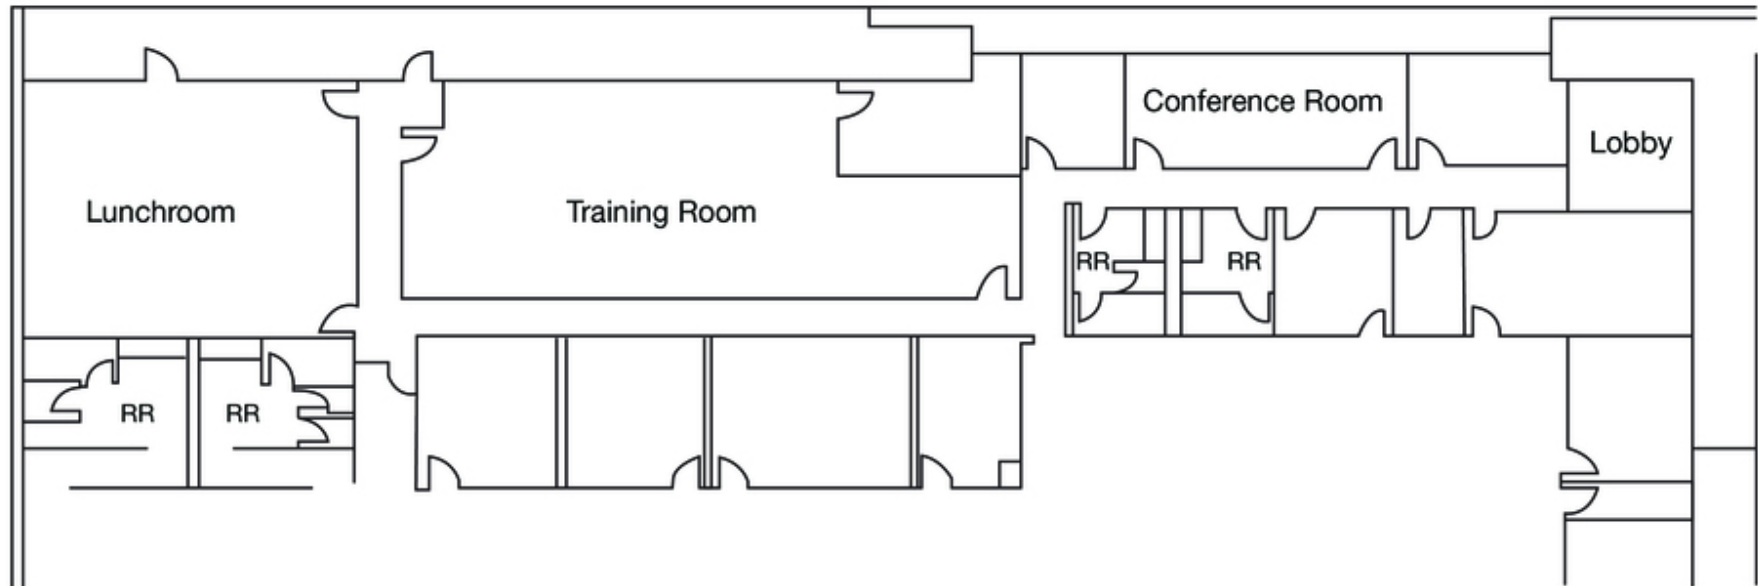 Conference Room
Lobby
Lunchroom
Training Room
RR
RR
RR
RR